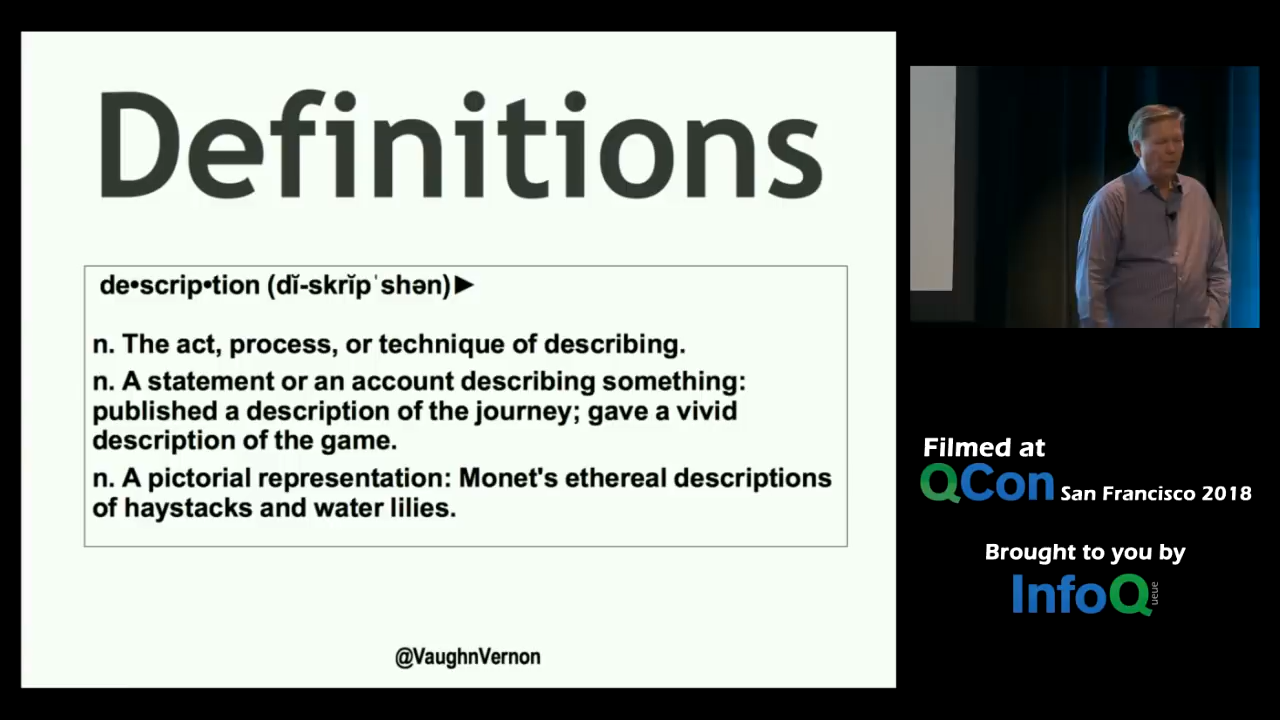 Definitions
de•scrip•tion (dĭ-skrĭpˈshən)►
n. The act, process, or technique of describing.
n. A statement or an account describing something:
published a description of the journey; gave a vivid
description of the game.
n. A pictorial representation: Monet's ethereal descriptions
of haystacks and water lilies.
@VaughnVernon
Filmed at
QCon San Francisco 2018
Brought to you by
InfoQueue